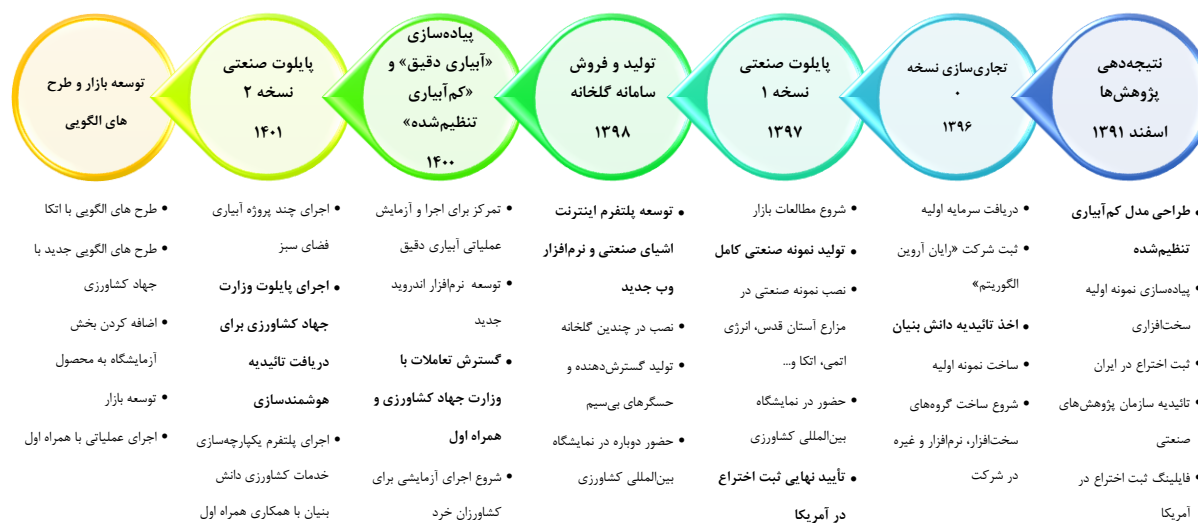 نتیجه‌دهی
پژوهش‌ها
اسفند ۱۳۹۱
تجاری‌سازی نسخه
۰
۱۳۹۶
پایلوت صنعتی
نسخه ۱
۱۳۹۷
تولید و فروش
سامانه گلخانه
۱۳۹۸
پیاده‌سازی
«آبیاری دقیق» و
«کم‌آبیاری
تنظیم‌شده»
۱۴۰۰
پایلوت صنعتی
نسخه ۲
۱۴۰۱
توسعه بازار و طرح
های الگویی
• طراحی مدل کم‌آبیاری
تنظیم‌شده
• پیاده‌سازی نمونه اولیه
سخت‌افزاری
• ثبت اختراع در ایران
• تائیدیه سازمان پژوهش‌های
صنعتی
• فایلینگ ثبت اختراع در
آمریکا
• دریافت سرمایه اولیه
• ثبت شرکت «رایان آروین
الگوریتم»
• اخذ تائیدیه دانش بنیان
• ساخت نمونه اولیه
• شروع ساخت گروه‌های
سخت‌افزار، نرم‌افزار و غیره
در شرکت
• شروع مطالعات بازار
• تولید نمونه صنعتی کامل
• نصب نمونه صنعتی در
مزارع آستان قدس، انرژی
اتمی، اتکا و...
• حضور در نمایشگاه
بین‌المللی کشاورزی
• تأیید نهایی ثبت اختراع
در آمریکا
• توسعه پلتفرم اینترنت
اشیای صنعتی و نرم‌افزار
وب جدید
• نصب در چندین گلخانه
• تولید گسترش‌دهنده و
حسگرهای بی‌سیم
• حضور دوباره در نمایشگاه
بین‌المللی کشاورزی
• تمرکز برای اجرا و آزمایش
عملیاتی آبیاری دقیق
• توسعه نرم‌افزار اندروید
جدید
• گسترش تعاملات با
وزارت جهاد کشاورزی و
همراه اول
• شروع اجرای آزمایشی برای
کشاورزان خرد
• اجرای چند پروژه آبیاری
فضای سبز
• اجرای پایلوت وزارت
جهاد کشاورزی برای
دریافت تائیدیه
هوشمندسازی
• اجرای پلتفرم یکپارچه‌سازی
خدمات کشاورزی دانش
بنیان با همکاری همراه اول
• طرح های الگویی با اتکا
• طرح های الگویی جدید با
جهاد کشاورزی
• اضافه کردن بخش
آزمایشگاه به محصول
• توسعه بازار
• اجرای عملیاتی با همراه اول